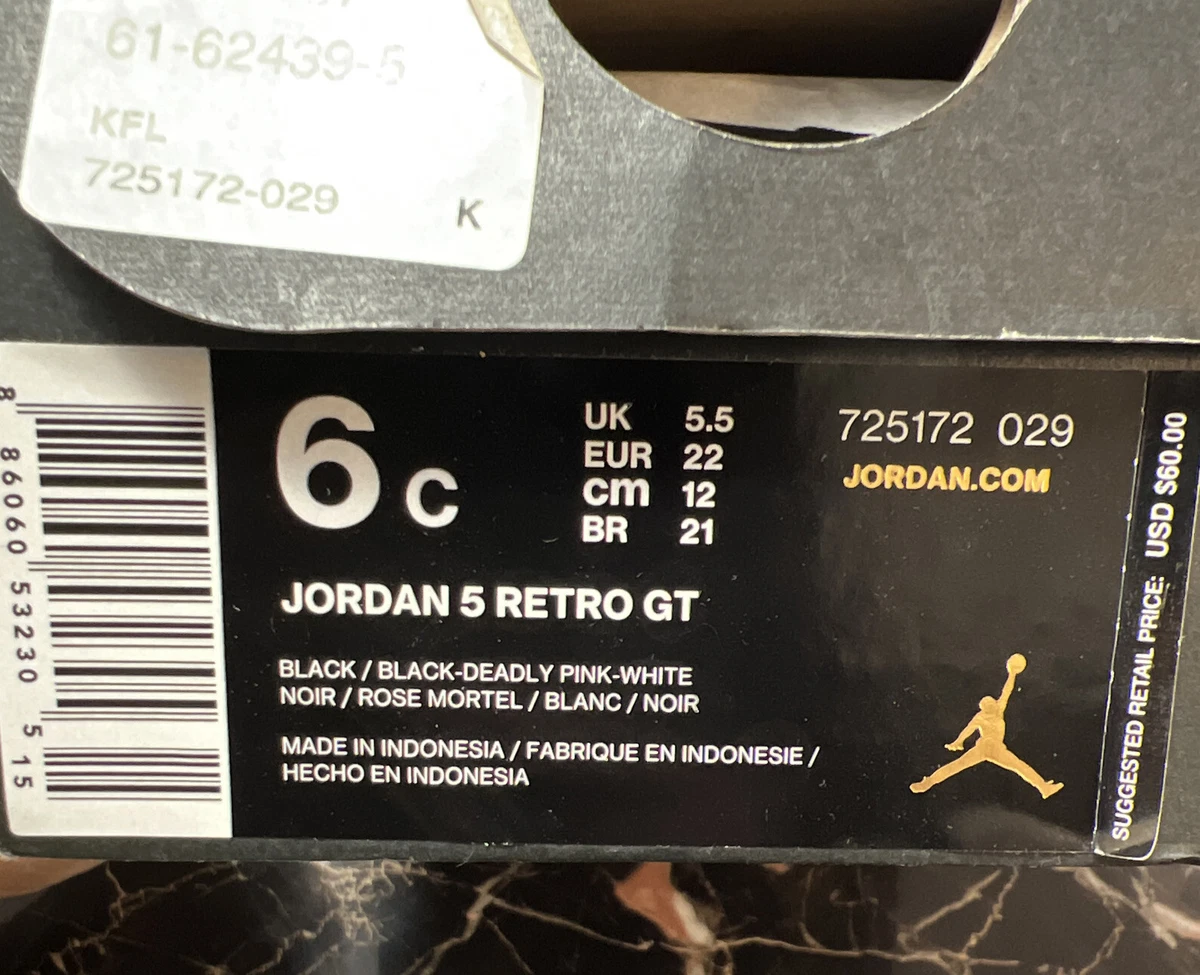 61-62439-5
KFL
725172-029
K
8 86060 53230 5 15
6 C
UK 5.5
EUR 22
cm 12
BR 21
725172 029
JORDAN.COM
JORDAN 5 RETRO GT
BLACK / BLACK-DEADLY PINK-WHITE
NOIR / ROSE MORTEL / BLANC / NOIR
MADE IN INDONESIA / FABRIQUE EN INDONESIE /
HECHO EN INDONESIA
SUGGESTED RETAIL PRICE: USD $60.00